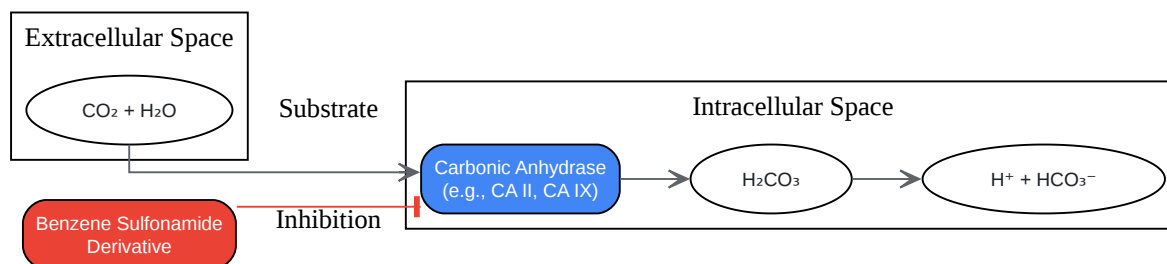 Extracellular Space
CO₂ + H₂O
Substrate
Intracellular Space
Carbonic Anhydrase
(e.g., CA II, CA IX)
H₂CO₃
H⁺ + HCO₃⁻
Benzene Sulfonamide
Derivative
Inhibition